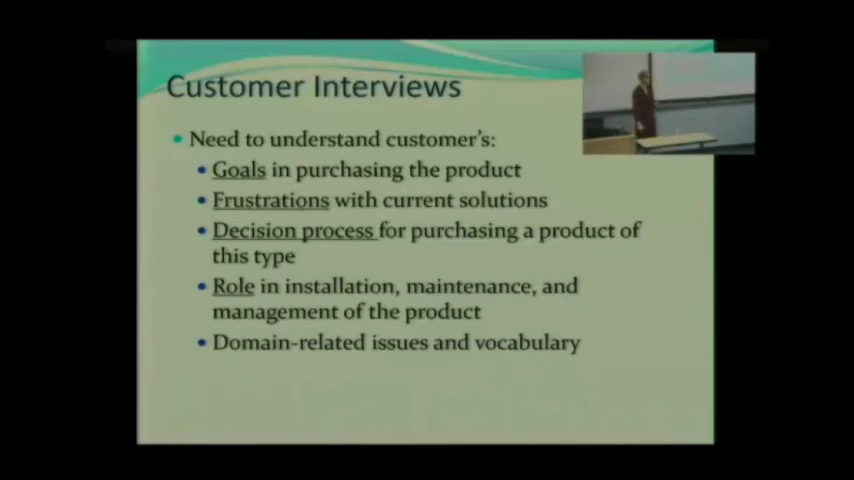 Customer Interviews
• Need to understand customer's:
• Goals in purchasing the product
• Frustrations with current solutions
• Decision process for purchasing a product of
this type
• Role in installation, maintenance, and
management of the product
• Domain-related issues and vocabulary